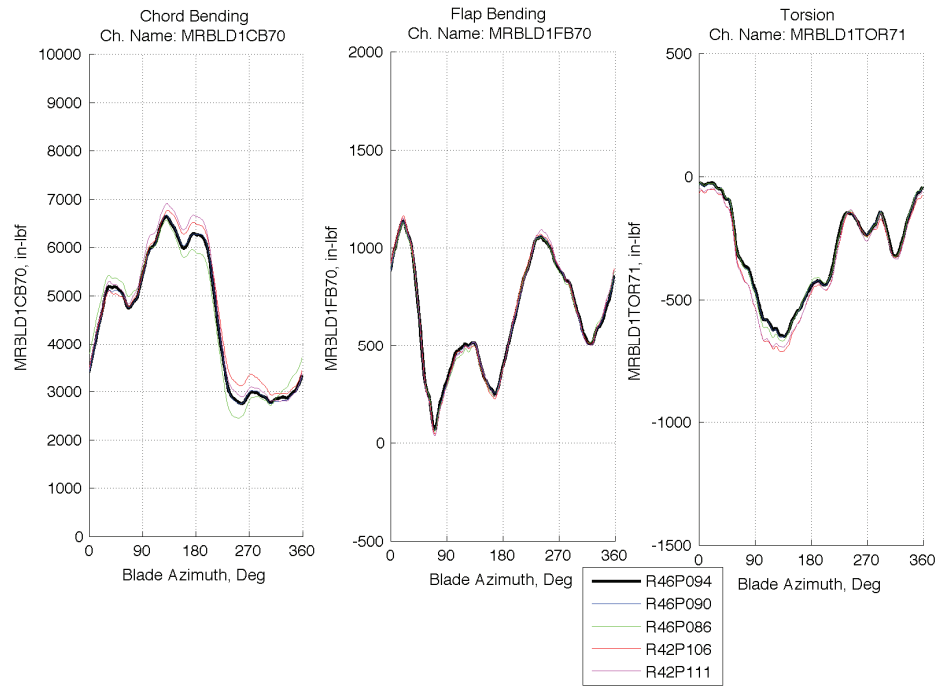 Chord Bending
Ch. Name: MRBLD1CB70
10000
9000
8000
7000
6000
5000
4000
3000
2000
1000
0
MRBLD1CB70, in-lbf
0 90 180 270 360
Blade Azimuth, Deg
Flap Bending
Ch. Name: MRBLD1FB70
2000
1500
1000
500
0
-500
MRBLD1FB70, in-lbf
0 90 180 270 360
Blade Azimuth, Deg
Torsion
Ch. Name: MRBLD1TOR71
500
0
-500
-1000
-1500
MRBLD1TOR71, in-lbf
0 90 180 270 360
Blade Azimuth, Deg
R46P094
R46P090
R46P086
R42P106
R42P111